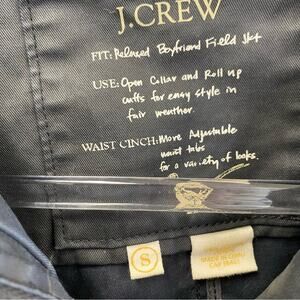 J.CREW
FIT: Relaxed Boyfriend Field Jkt
USE: Open Collar and Roll up
cuffs for easy style in
fair weather.
WAIST CINCH: More Adjustable
waist tabs
for a variety of looks.
S